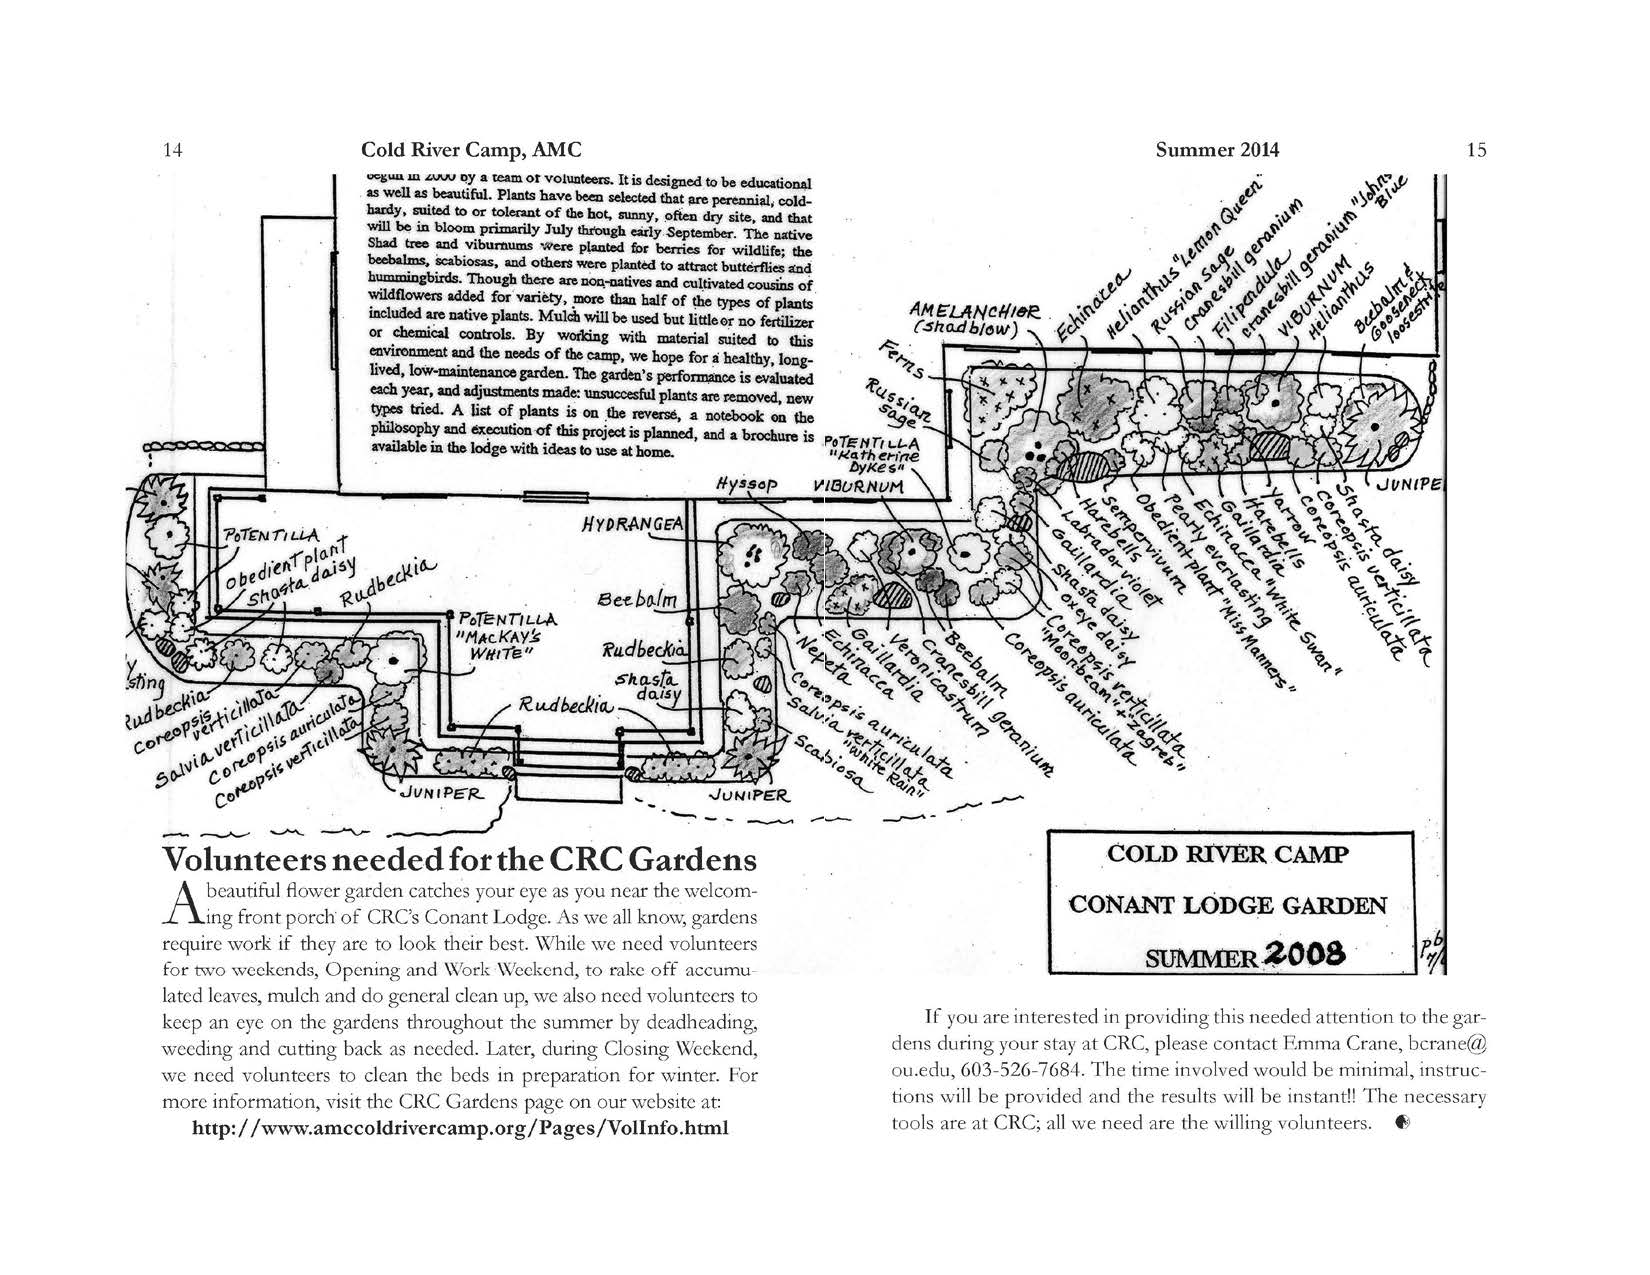 14
Cold River Camp, AMC
Summer 2014
15
begun in 2000 by a team of volunteers. It is designed to be educational
as well as beautiful. Plants have been selected that are perennial, cold-
hardy, suited to or tolerant of the hot, sunny, often dry site, and that
will be in bloom primarily July through early September. The native
Shad tree and viburnums were planted for berries for wildlife; the
beebalms, scabiosas, and others were planted to attract butterflies and
hummingbirds. Though there are non-natives and cultivated cousins of
wildflowers added for variety, more than half of the types of plants
included are native plants. Mulch will be used but little or no fertilizer
or chemical controls. By working with material suited to this
environment and the needs of the camp, we hope for a healthy, long-
lived, low-maintenance garden. The garden's performance is evaluated
each year, and adjustments made: unsuccesful plants are removed, new
types tried. A list of plants is on the reverse, a notebook on the
philosophy and execution of this project is planned, and a brochure is
available in the lodge with ideas to use at home.
POTENTILLA
obedient plant
Shasta daisy
Rudbeckia
POTENTILLA
"MACKAY'S
WHITE"
sting
Rudbeckia
Coreopsis
verticillata
Salvia verticillata
Coreopsis auriculata
Coreopsis verticillata
JUNIPER
Rudbeckia
JUNIPER
HYDRANGEA
Beebalm
Rudbeckia
Shasta
daisy
Hyssop
VIBURNUM
POTENTILLA
"Katherine
Dykes"
Russian
sage
Ferns
AMELANCHIOR
(shadblow)
Echinacea
Helianthus "Lemon Queen"
Russian sage
Cranesbill geranium
Filipendula
cranesbill geranium "Johns
Blue
VIBURNUM
Helianthus
Beebalm &
Gooseneck
loosestrife
JUNIPE
Shasta daisy
Coreopsis verticillata
Coreopsis auriculata
Yarrow
Harebells
Gaillardia
Echinacea "White Swan"
Pearly everlasting
Obedient plant "Miss Manners"
Sempervivum
Harebells
Labrador violet
Gaillardia
Shasta daisy
oxeye daisy
Coreopsis verticillata
"Moonbeam" + "Zagreb"
Coreopsis auriculata
Beebalm
Cranesbill geranium
Veronicastrum
Gaillardia
Echinacea
Nepeta
Coreopsis auriculata
Salvia verticillata
"White Rain"
Scabiosa
COLD RIVER CAMP
CONANT LODGE GARDEN
SUMMER 2008
pb
7/
Volunteers needed for the CRC Gardens
A beautiful flower garden catches your eye as you near the welcom-
ing front porch of CRC's Conant Lodge. As we all know, gardens
require work if they are to look their best. While we need volunteers
for two weekends, Opening and Work Weekend, to rake off accumu-
lated leaves, mulch and do general clean up, we also need volunteers to
keep an eye on the gardens throughout the summer by deadheading,
weeding and cutting back as needed. Later, during Closing Weekend,
we need volunteers to clean the beds in preparation for winter. For
more information, visit the CRC Gardens page on our website at:
http://www.amccoldrivercamp.org/Pages/VolInfo.html
If you are interested in providing this needed attention to the gar-
dens during your stay at CRC, please contact Emma Crane, bcrane@
ou.edu, 603-526-7684. The time involved would be minimal, instruc-
tions will be provided and the results will be instant!! The necessary
tools are at CRC; all we need are the willing volunteers.